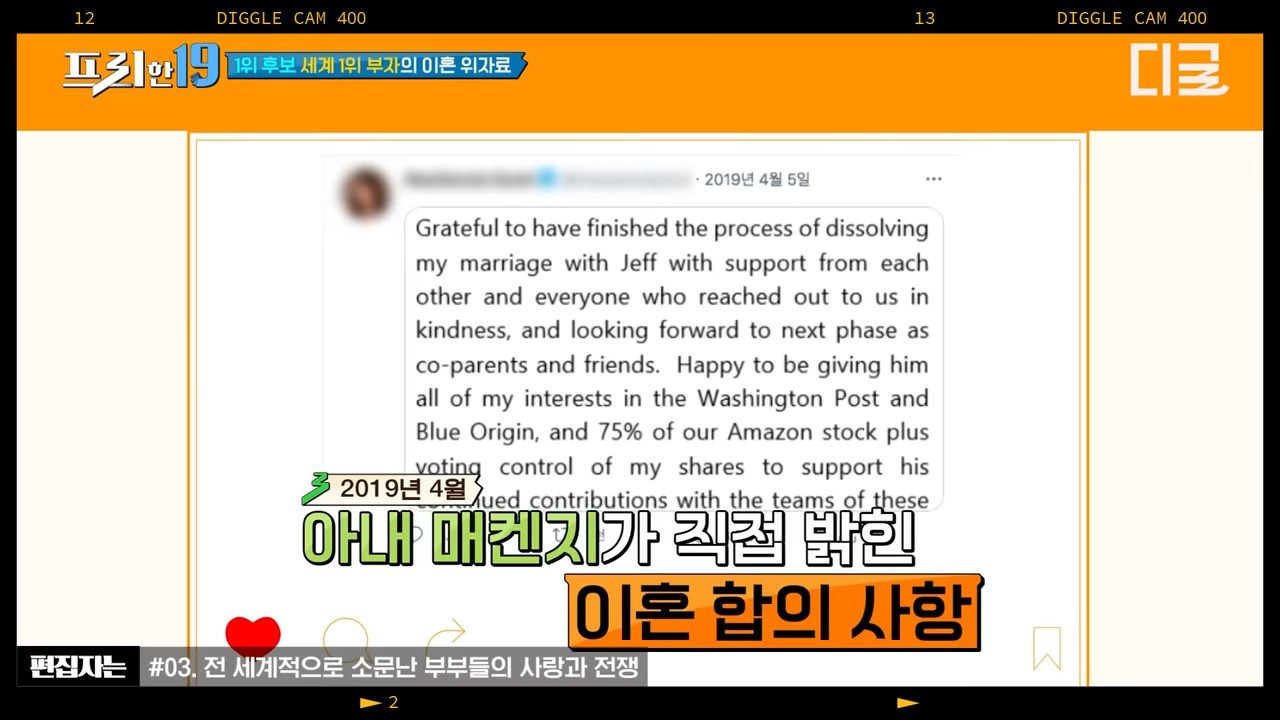 12 DIGGLE CAM 400 13 DIGGLE CAM 400
프리한19 1위 후보 세계 1위 부자의 이혼 위자료
디글
· 2019년 4월 5일 ···
Grateful to have finished the process of dissolving
my marriage with Jeff with support from each
other and everyone who reached out to us in
kindness, and looking forward to next phase as
co-parents and friends. Happy to be giving him
all of my interests in the Washington Post and
Blue Origin, and 75% of our Amazon stock plus
voting control of my shares to support his
contributions with the teams of these
2019년 4월
아내 매켄지가 직접 밝힌
이혼 합의 사항
편집자는 #03. 전 세계적으로 소문난 부부들의 사랑과 전쟁
2